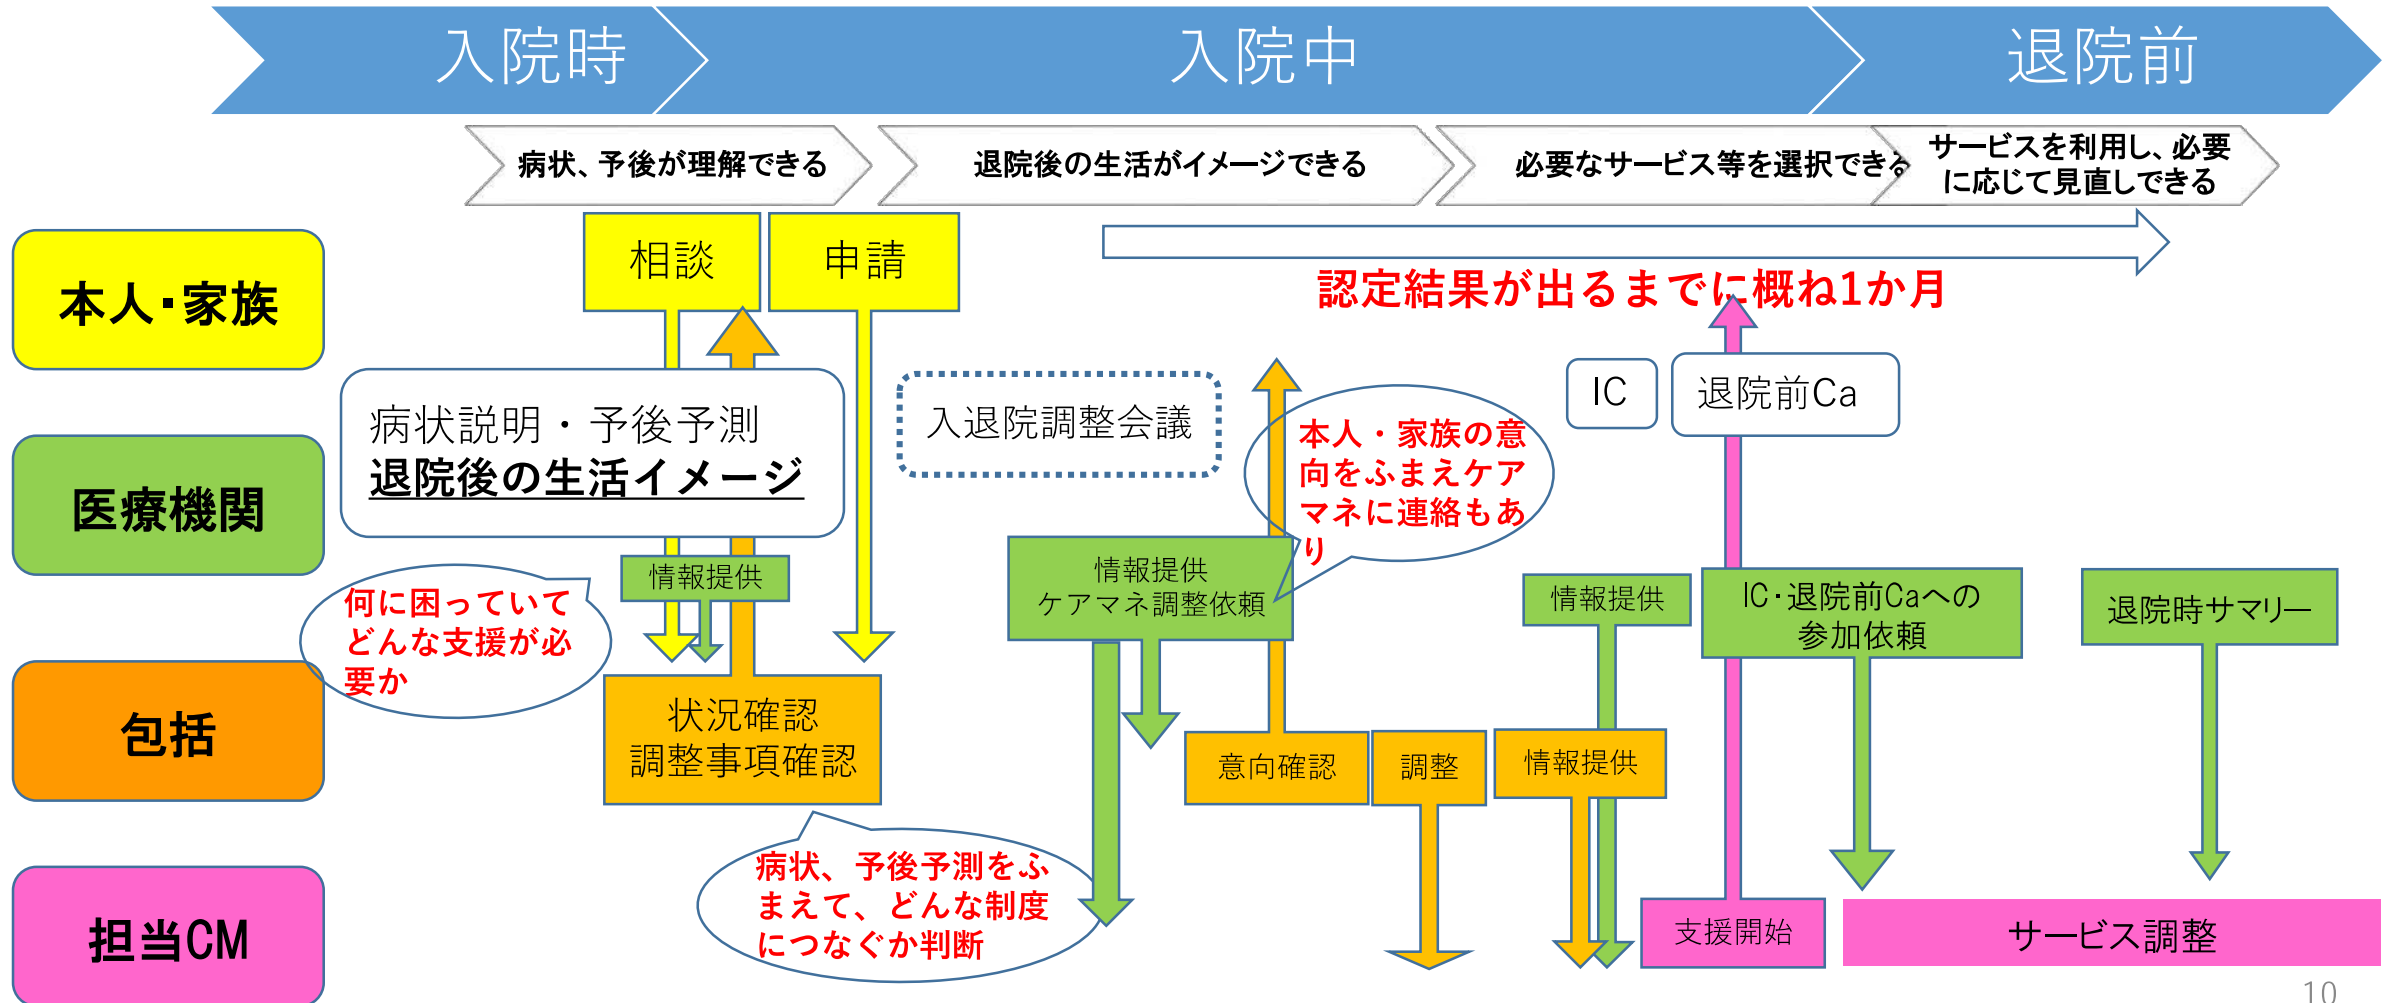 入院時
入院中
退院前
病状、予後が理解できる
退院後の生活がイメージできる
必要なサービス等を選択できる
サービスを利用し、必要
に応じて見直しできる
本人・家族
相談
申請
認定結果が出るまでに概ね1か月
医療機関
病状説明・予後予測
退院後の生活イメージ
入退院調整会議
本人・家族の意
向をふまえケア
マネに連絡もあ
り
IC
退院前Ca
情報提供
情報提供
ケアマネ調整依頼
情報提供
IC・退院前Caへの
参加依頼
退院時サマリー
何に困っていて
どんな支援が必
要か
包括
状況確認
調整事項確認
意向確認
調整
情報提供
病状、予後予測をふ
まえて、どんな制度
につなぐか判断
担当CM
支援開始
サービス調整
10